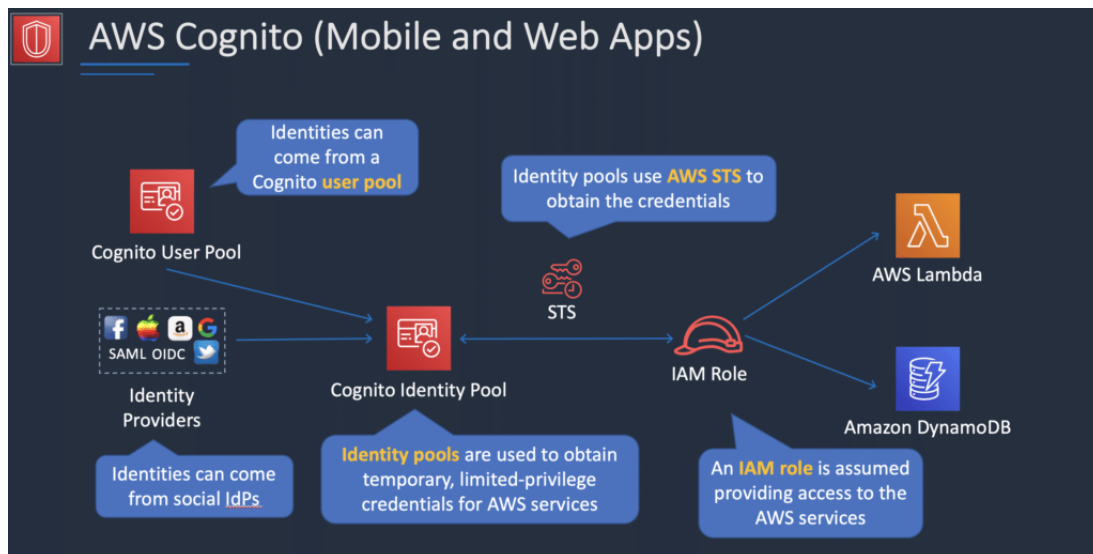 AWS Cognito (Mobile and Web Apps)
Identities can
come from a
Cognito user pool
Identity pools use AWS STS to
obtain the credentials
Cognito User Pool
AWS Lambda
STS
SAML OIDC
IAM Role
Cognito Identity Pool
Identity
Providers
Amazon DynamoDB
Identities can come
from social IdPs
Identity pools are used to obtain
temporary, limited-privilege
credentials for AWS services
An IAM role is assumed
providing access to the
AWS services